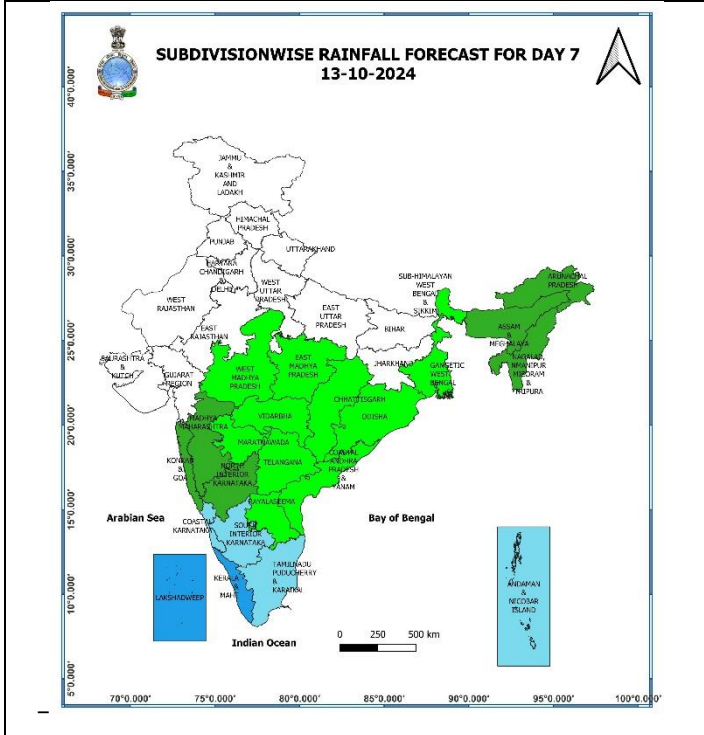 SUBDIVISIONWISE RAINFALL FORECAST FOR DAY 7
13-10-2024
40°0.000'
35°0.000'
30°0.000'
25°0.000'
20°0.000'
15°0.000'
10°0.000'
5°0.000'
JAMMU
&
KASHMIR
AND
LADAKH
HIMACHAL
PRADESH
PUNJAB
UTTARAKHAND
HARYANA
CHANDIGARH
&
DELHI
WEST
UTTAR
PRADESH
WEST
RAJASTHAN
EAST
RAJASTHAN
EAST
UTTAR
PRADESH
BIHAR
SUB-HIMALAYAN
WEST
BENGAL
&
SIKKIM
ARUNACHAL
PRADESH
ASSAM
&
MEGHALAYA
NAGALAND
MANIPUR
MIZORAM
&
TRIPURA
SAURASHTRA
&
KUTCH
GUJARAT
REGION
WEST
MADHYA
PRADESH
EAST
MADHYA
PRADESH
JHARKHAND
GANGETIC
WEST
BENGAL
CHHATTISGARH
ODISHA
VIDARBHA
MADHYA
MAHARASHTRA
MARATHAWADA
TELANGANA
COASTAL
ANDHRA
PRADESH
&
YANAM
KONKAN
&
GOA
NORTH
INTERIOR
KARNATAKA
RAYALASEEMA
COASTAL
KARNATAKA
SOUTH
INTERIOR
KARNATAKA
TAMILNADU
PUDUCHERRY
&
KARAIKAL
KERALA
&
MAHE
LAKSHADWEEP
ANDAMAN
&
NICOBAR
ISLAND
Arabian Sea
Bay of Bengal
Indian Ocean
0 250 500 km
70°0.000' 75°0.000' 80°0.000' 85°0.000' 90°0.000' 95°0.000' 100°0.000'